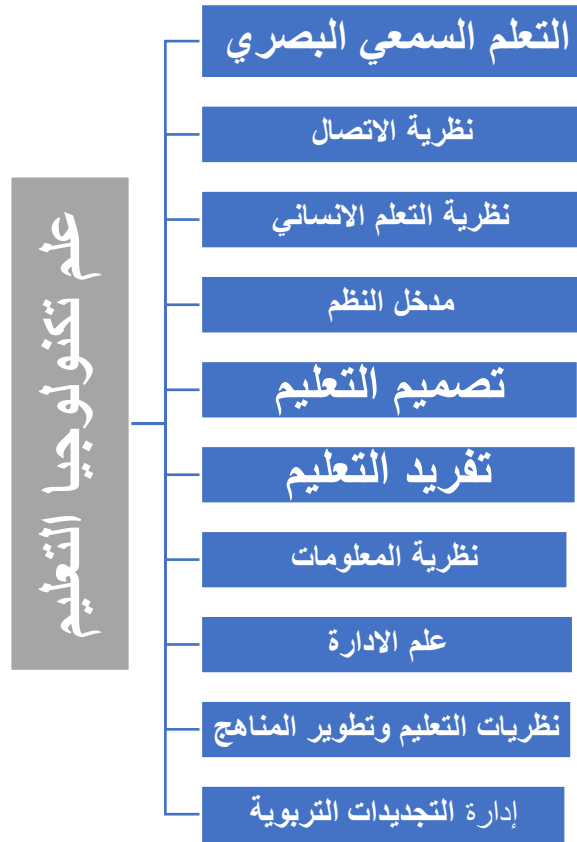 علم تكنولوجيا التعليم
التعلم السمعي البصري
نظرية الاتصال
نظرية التعلم الانساني
مدخل النظم
تصميم التعليم
تفريد التعليم
نظرية المعلومات
علم الادارة
نظريات التعليم وتطوير المناهج
إدارة التجديدات التربوية